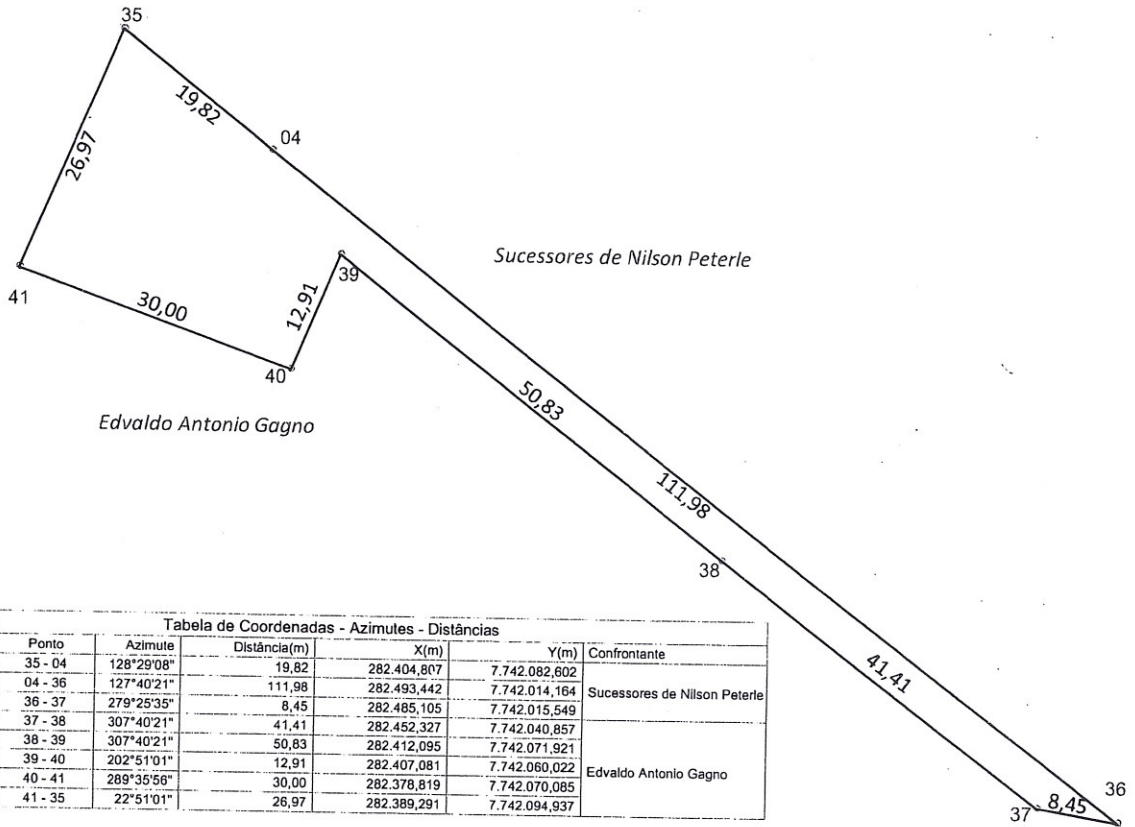 35
19,82
04
26,97
Sucessores de Nilson Peterle
39
41
30,00
12,91
40
50,83
Edvaldo Antonio Gagno
111,98
38
41,41
36
8,45
37
Tabela de Coordenadas - Azimutes - Distâncias
Ponto Azimute Distância(m) X(m) Y(m) Confrontante
35 - 04 128°29'08" 19,82 282.404,807 7.742.082,602
04 - 36 127°40'21" 111,98 282.493,442 7.742.014,164 Sucessores de Nilson Peterle
36 - 37 279°25'35" 8,45 282.485,105 7.742.015,549
37 - 38 307°40'21" 41,41 282.452,327 7.742.040,857
38 - 39 307°40'21" 50,83 282.412,095 7.742.071,921
39 - 40 202°51'01" 12,91 282.407,081 7.742.060,022 Edvaldo Antonio Gagno
40 - 41 289°35'56" 30,00 282.378,819 7.742.070,085
41 - 35 22°51'01" 26,97 282.389,291 7.742.094,937